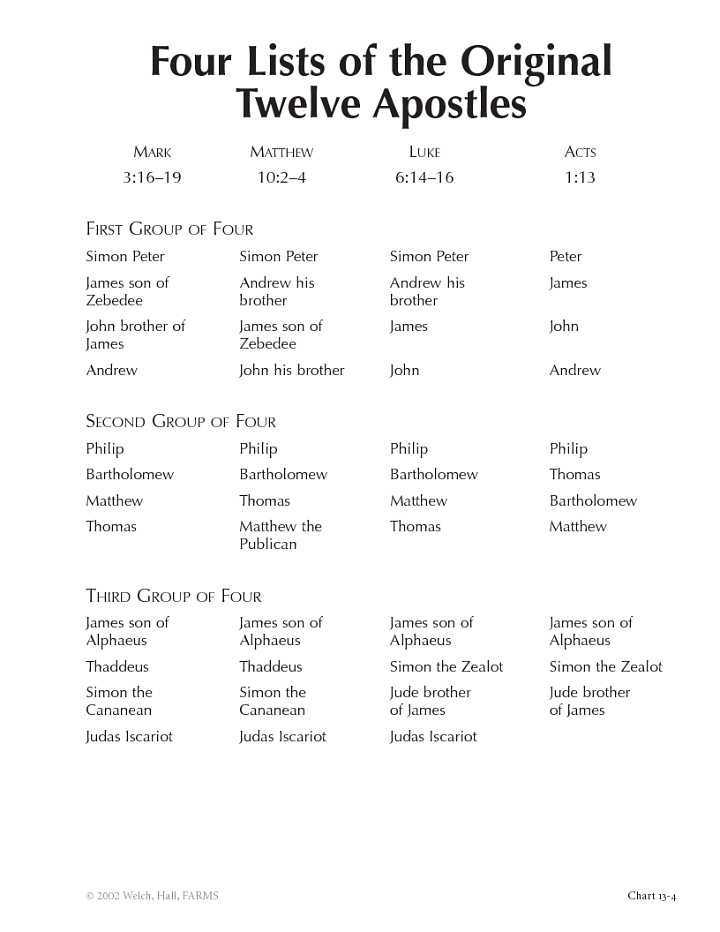 Four Lists of the Original
Twelve Apostles
Mark Matthew Luke Acts
3:16–19 10:2–4 6:14–16 1:13
First Group of Four
Simon Peter Simon Peter Simon Peter Peter
James son of Andrew his Andrew his James
Zebedee brother brother
John brother of James son of James John
James Zebedee
Andrew John his brother John Andrew
Second Group of Four
Philip Philip Philip Philip
Bartholomew Bartholomew Bartholomew Thomas
Matthew Thomas Matthew Bartholomew
Thomas Matthew the Thomas Matthew
Publican
Third Group of Four
James son of James son of James son of James son of
Alphaeus Alphaeus Alphaeus Alphaeus
Thaddeus Thaddeus Simon the Zealot Simon the Zealot
Simon the Simon the Jude brother Jude brother
Cananean Cananean of James of James
Judas Iscariot Judas Iscariot Judas Iscariot
© 2002 Welch, Hall, FARMS Chart 13-4